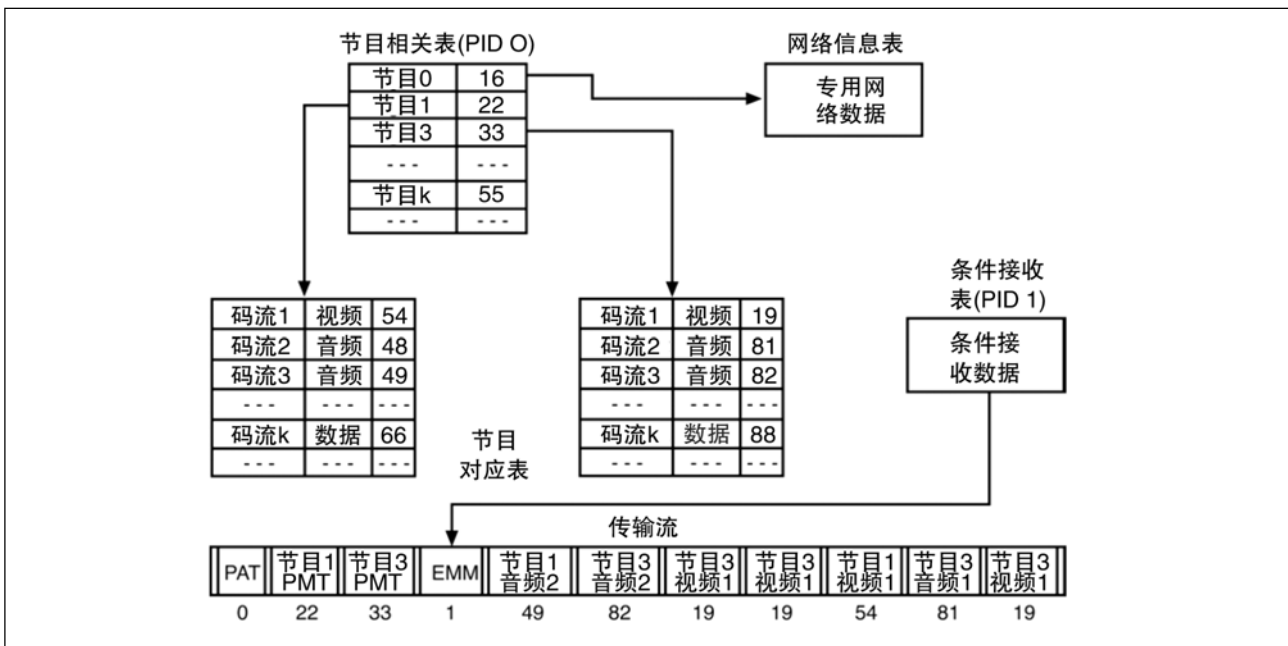 节目相关表(PID O)
节目0 16
节目1 22
节目3 33
--- ---
节目k 55
--- ---
网络信息表
专用网
络数据
码流1 视频 54
码流2 音频 48
码流3 音频 49
--- --- ---
码流k 数据 66
--- --- ---
节目
对应表
码流1 视频 19
码流2 音频 81
码流3 音频 82
--- --- ---
码流k 数据 88
--- --- ---
条件接收
表(PID 1)
条件接
收数据
传输流
PAT
节目1
PMT
节目3
PMT
EMM
节目1
音频2
节目3
音频2
节目3
视频1
节目3
视频1
节目1
视频1
节目3
音频1
节目3
视频1
0 22 33 1 49 82 19 19 54 81 19